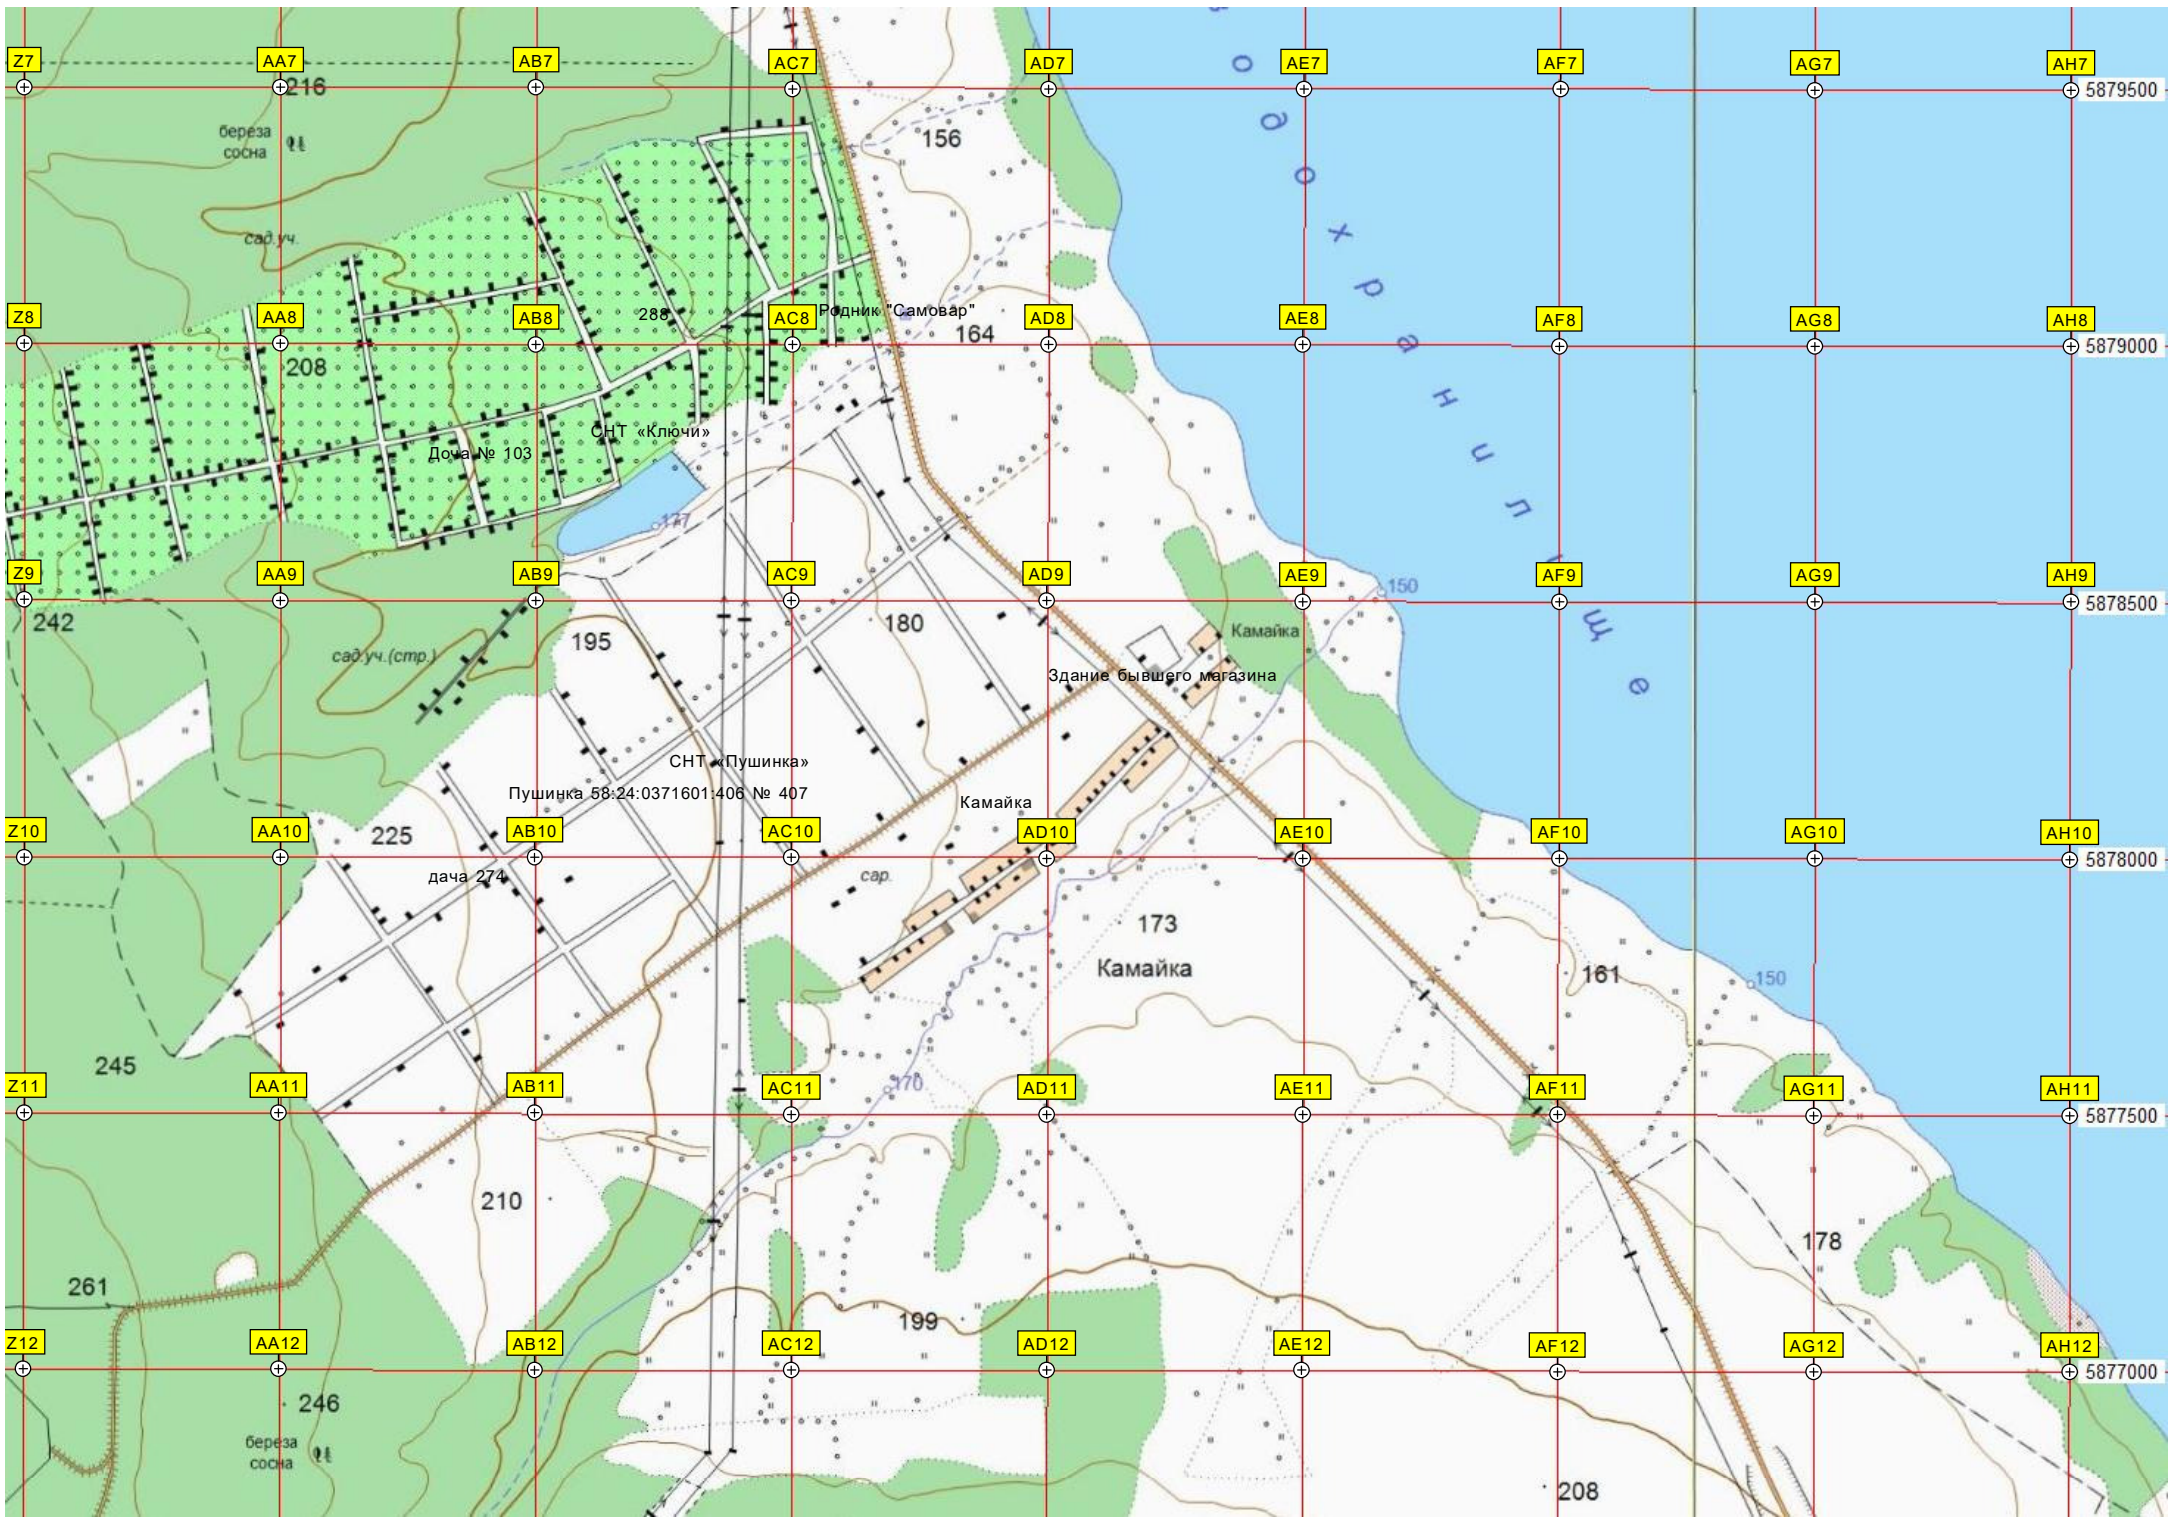 в
о
Z7
AA7
AB7
AC7
AD7
AE7
AF7
AG7
AH7
216
5879500
д
береза
сосна
156
о
х
сад.уч.
р
Z8
AA8
AB8
288
AC8
Родник "Самовар"
AD8
AE8
AF8
AG8
AH8
164
а
5879000
208
н
СНТ «Ключи»
Доча № 103
и
л
177
и
Z9
AA9
AB9
AC9
AD9
AE9
AF9
AG9
AH9
150
5878500
242
195
180
Камайка
щ
сад.уч.(стр.)
Здание бывшего магазина
е
СНТ «Пушинка»
Пушинка 58:24:0371601:406 № 407
Камайка
Z10
AA10
225
AB10
AC10
AD10
AE10
AF10
AG10
AH10
5878000
дача 274
сар.
173
Камайка
161
150
245
Z11
AA11
AB11
AC11
170
AD11
AE11
AF11
AG11
AH11
5877500
210
178
261
199
Z12
AA12
AB12
AC12
AD12
AE12
AF12
AG12
AH12
5877000
246
береза
сосна
208